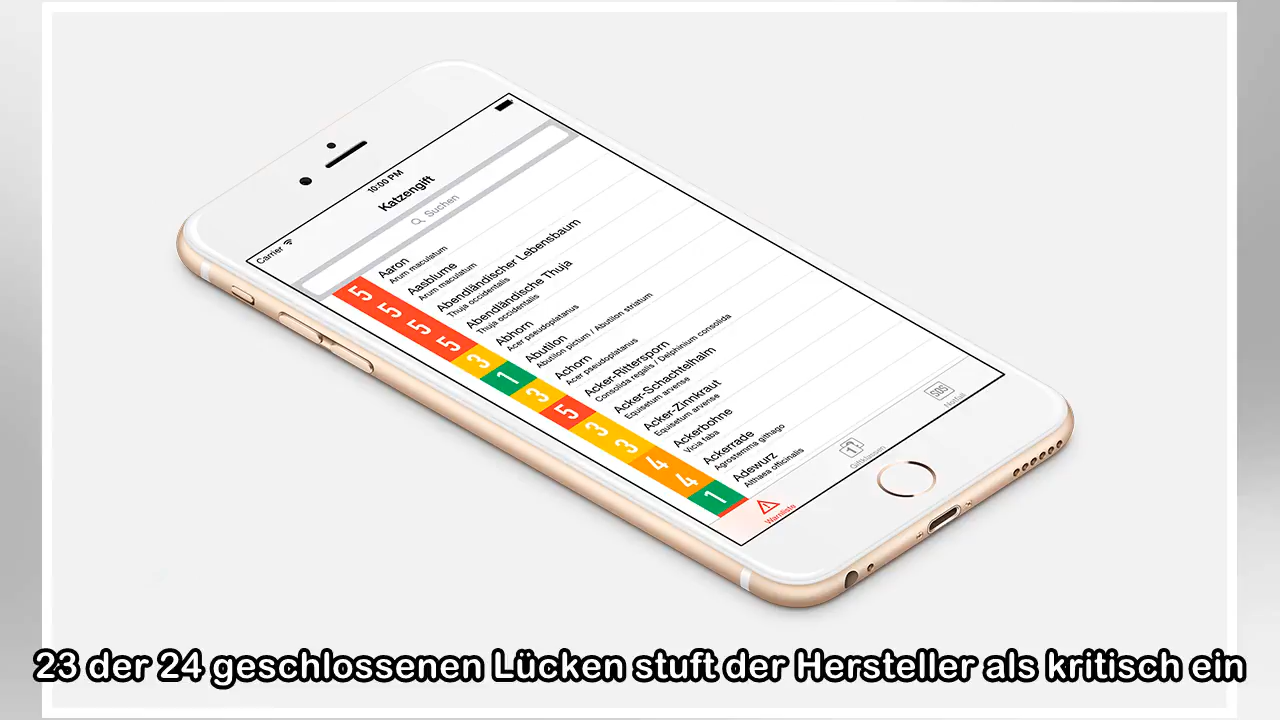 Carrier
10:00 PM
Katzengift
Suchen
5
Aaron
Arum maculatum
5
Aasblume
Arum maculatum
5
Abendländischer Lebensbaum
Thuja occidentalis
5
Abendländische Thuja
Thuja occidentalis
3
Abhorn
Acer pseudoplatanus
1
Abutilon
Abutilon pictum / Abutilon striatum
3
Achorn
Acer pseudoplatanus
5
Acker-Rittersporn
Consolida regalis / Delphinium consolida
3
Acker-Schachtelhalm
Equisetum arvense
3
Acker-Zinnkraut
Equisetum arvense
4
Ackerbohne
Vicia faba
4
Ackerrade
Agrostemma githago
1
Adewurz
Althaea officinalis
Warnliste
1
Giftklassen
SOS
Notfall
23 der 24 geschlossenen Lücken stuft der Hersteller als kritisch ein